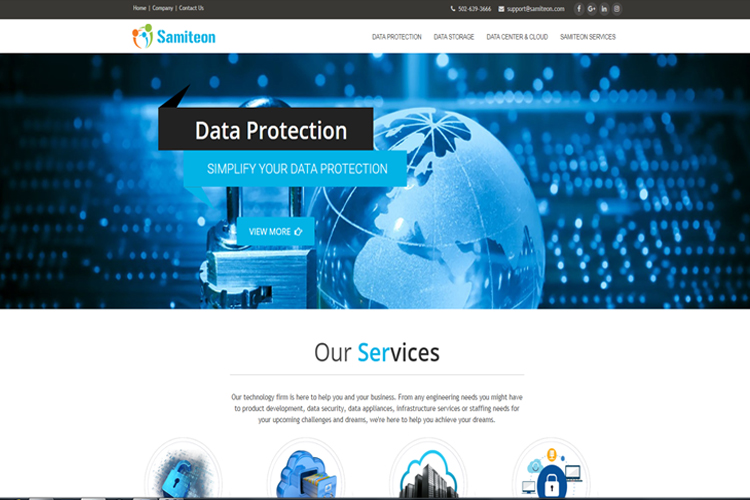 Home | Company | Contact Us
502-639-3666 support@samiteon.com
Samiteon
DATA PROTECTION DATA STORAGE DATA CENTER & CLOUD SAMITEON SERVICES
Data Protection
SIMPLIFY YOUR DATA PROTECTION
VIEW MORE
Our Services
Our technology firm is here to help you and your business. From any engineering needs you might have
to product development, data security, data appliances, infrastructure services or staffing needs for
your upcoming challenges and dreams, we're here to help you achieve your dreams.